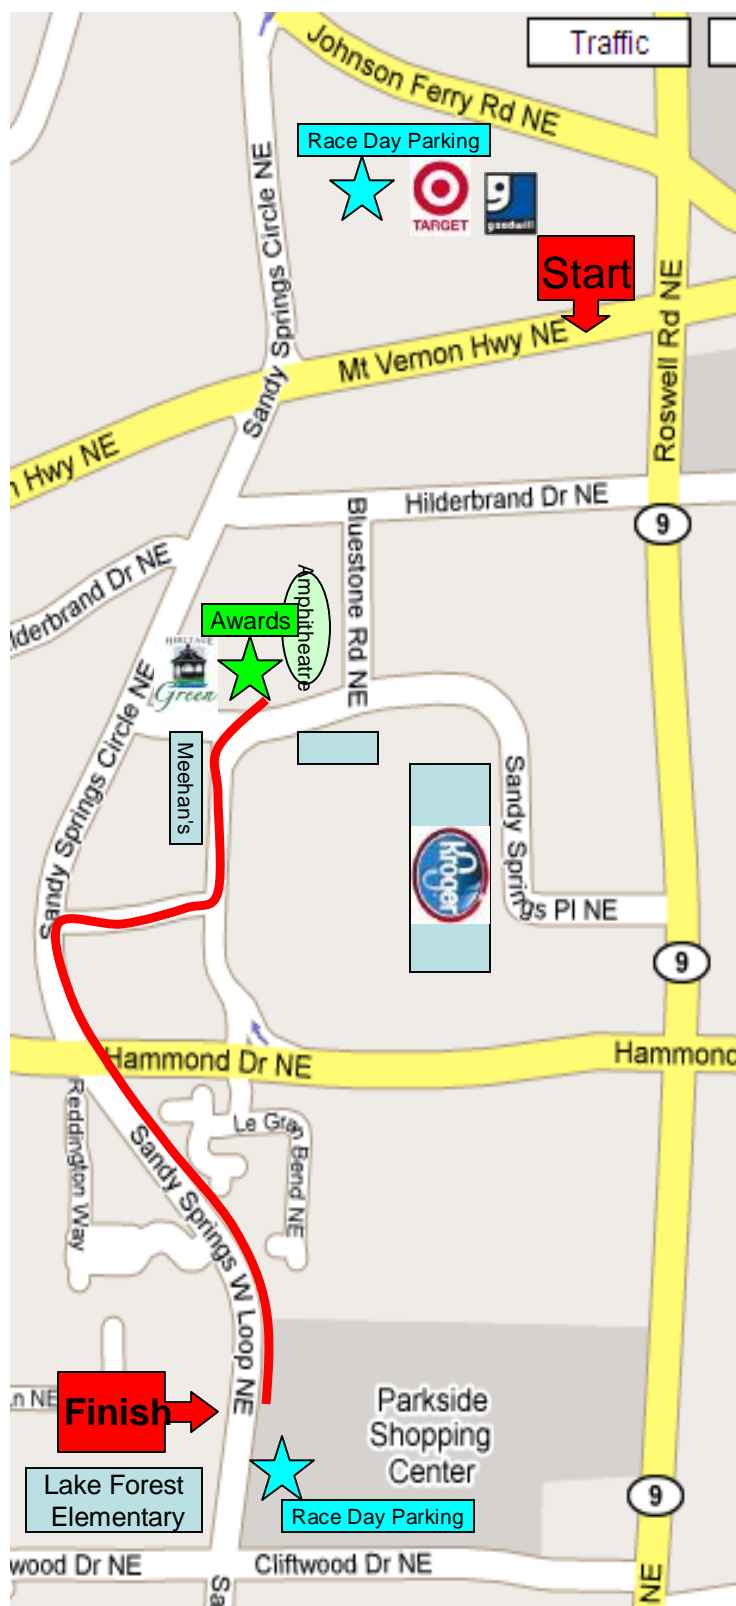 Traffic
Johnson Ferry Rd NE
Race Day Parking
TARGET
goodwill
Sandy Springs Circle NE
Start
Mt Vernon Hwy NE
Roswell Rd NE
Hwy NE
Hilderbrand Dr NE
9
Bluestone Rd NE
lderbrand Dr NE
Amphitheatre
Awards
HERITAGE
Green
Sandy Springs Circle NE
Meehan's
Sandy Springs Pl NE
Kroger
9
Hammond Dr NE
Hammond
Reddington Way
Le Gran Bend NE
Sandy Springs W Loop NE
n NE
Finish
Parkside
Shopping
Center
Lake Forest
Elementary
9
Race Day Parking
wood Dr NE
Cliftwood Dr NE
NE
Sa